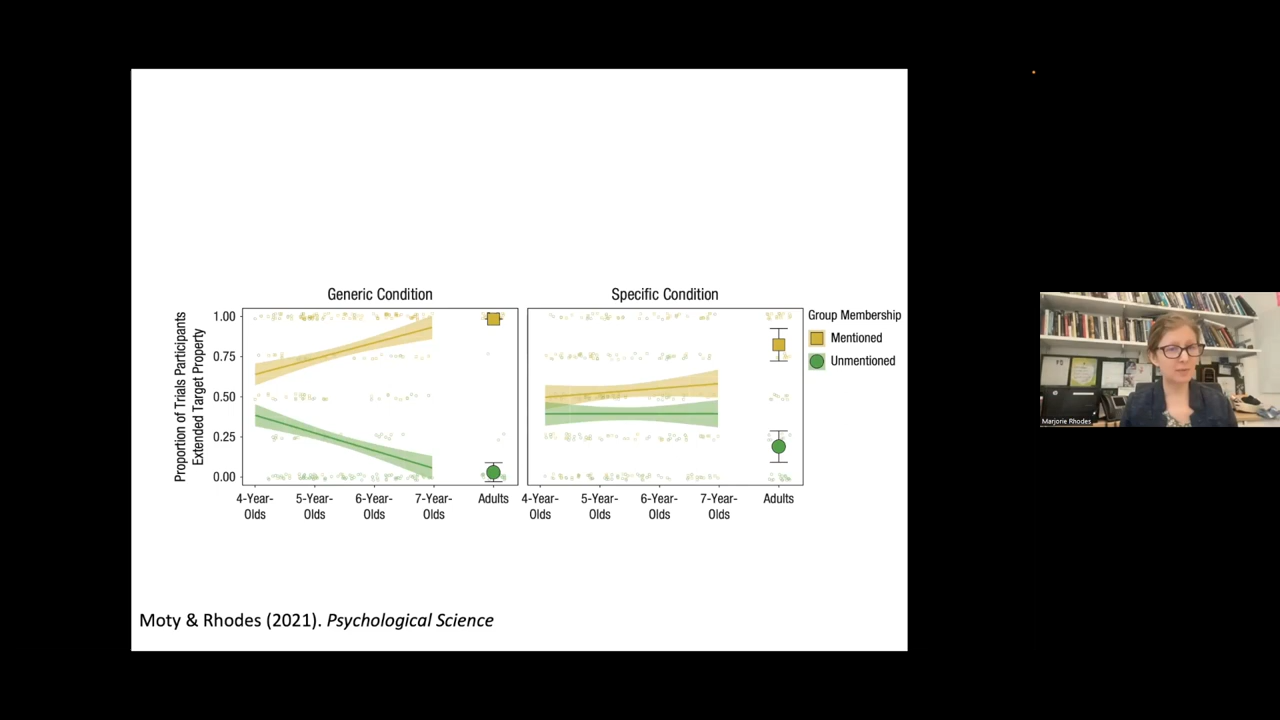 Generic Condition
Specific Condition
Proportion of Trials Participants
Extended Target Property
1.00
0.75
0.50
0.25
0.00
4-Year-
Olds
5-Year-
Olds
6-Year-
Olds
7-Year-
Olds
Adults
4-Year-
Olds
5-Year-
Olds
6-Year-
Olds
7-Year-
Olds
Adults
Group Membership
Mentioned
Unmentioned
Marjorie Rhodes
Moty & Rhodes (2021). Psychological Science